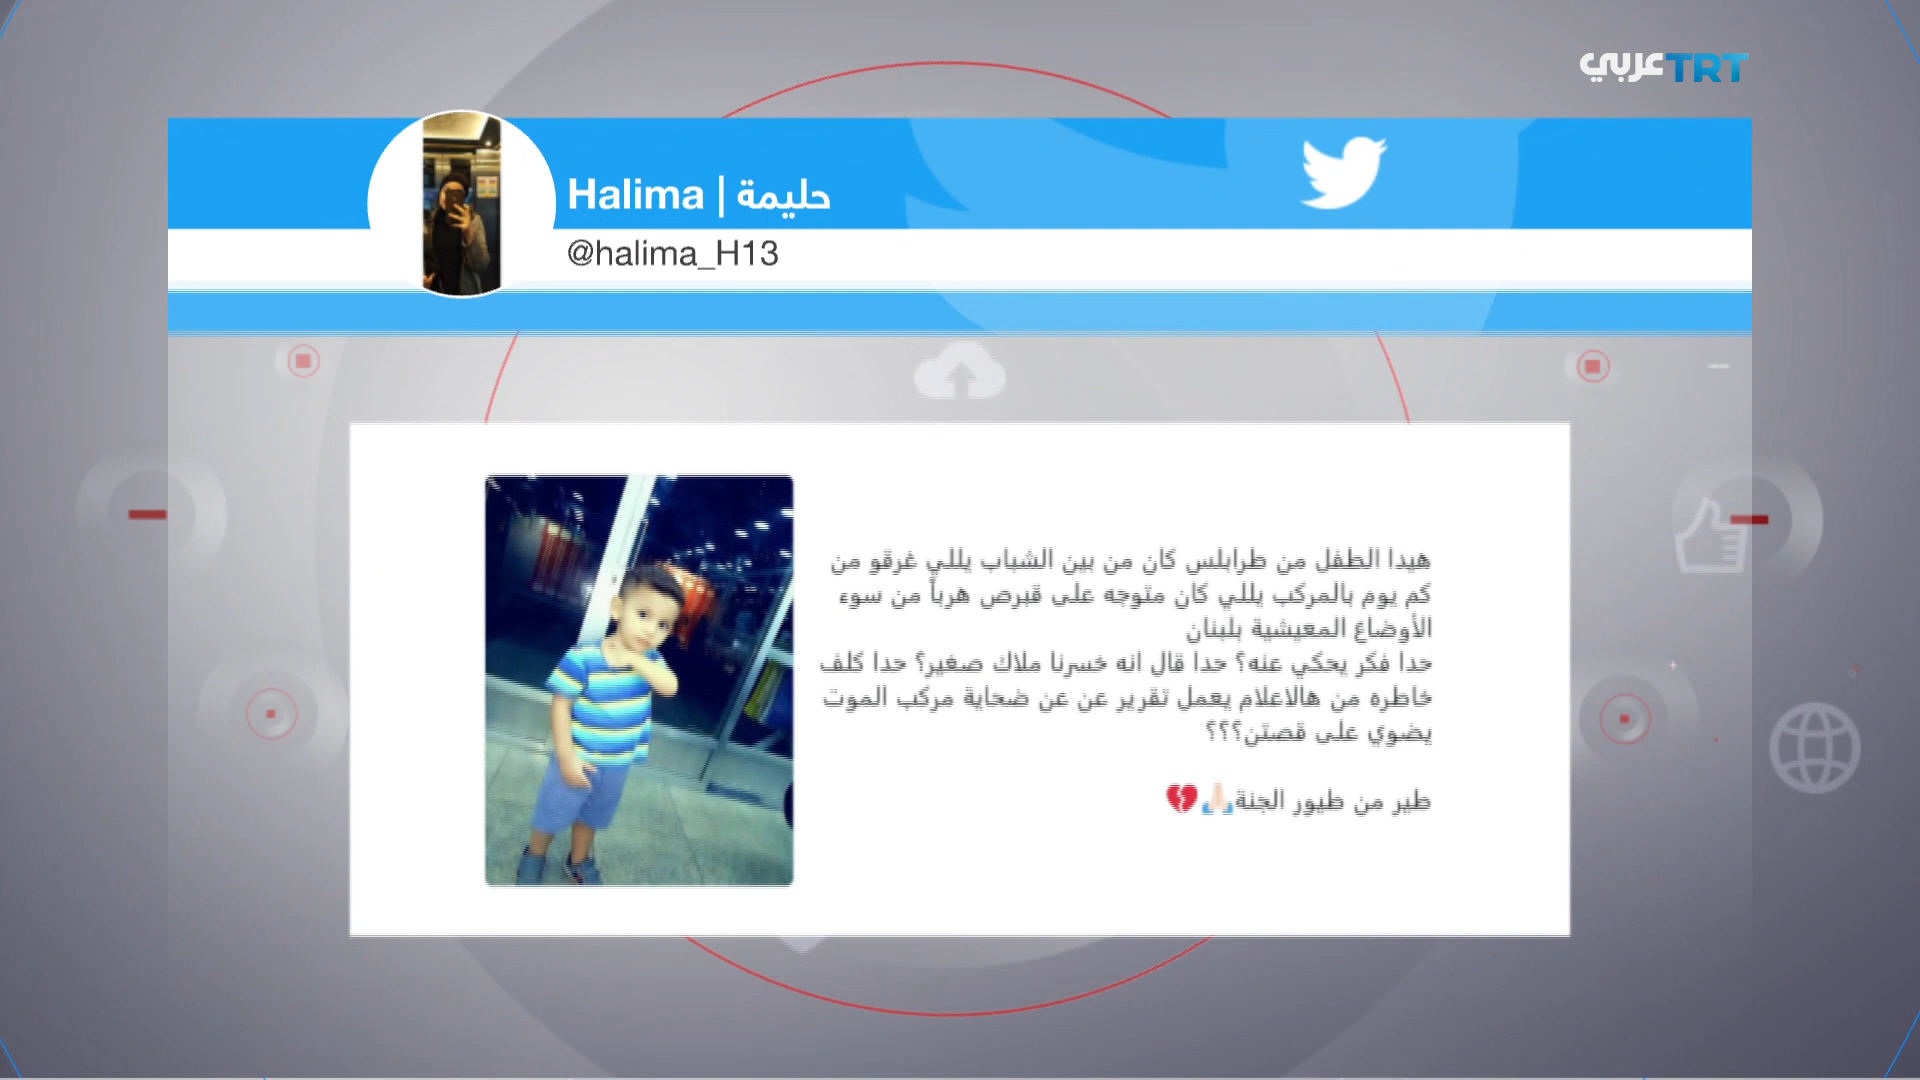 TRT عربي
Halima | حليمة
@halima_H13
هيدا الطفل من طرابلس كان من بين الشباب يللي غرقو من
كم يوم بالمركب يللي كان متوجه على قبرص هرباً من سوء
الأوضاع المعيشية بلبنان
حدا فكر يحكي عنه؟ حدا قال انه خسرنا ملاك صغير؟ حدا كلف
خاطره من هالاعلام يعمل تقرير عن عن ضحاية مركب الموت
يضوي على قصتن؟؟؟
طير من طيور الجنة🙏🏻💔